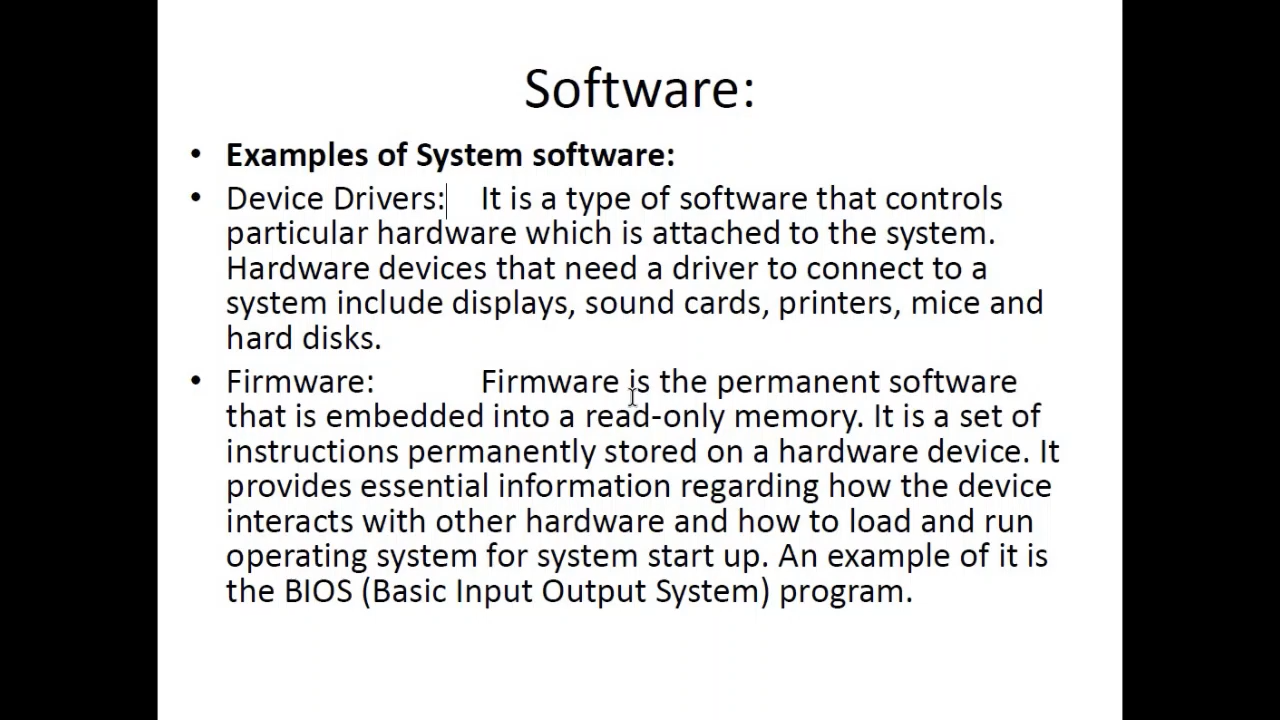 Software:
• Examples of System software:
• Device Drivers: It is a type of software that controls
particular hardware which is attached to the system.
Hardware devices that need a driver to connect to a
system include displays, sound cards, printers, mice and
hard disks.
• Firmware: Firmware is the permanent software
that is embedded into a read-only memory. It is a set of
instructions permanently stored on a hardware device. It
provides essential information regarding how the device
interacts with other hardware and how to load and run
operating system for system start up. An example of it is
the BIOS (Basic Input Output System) program.